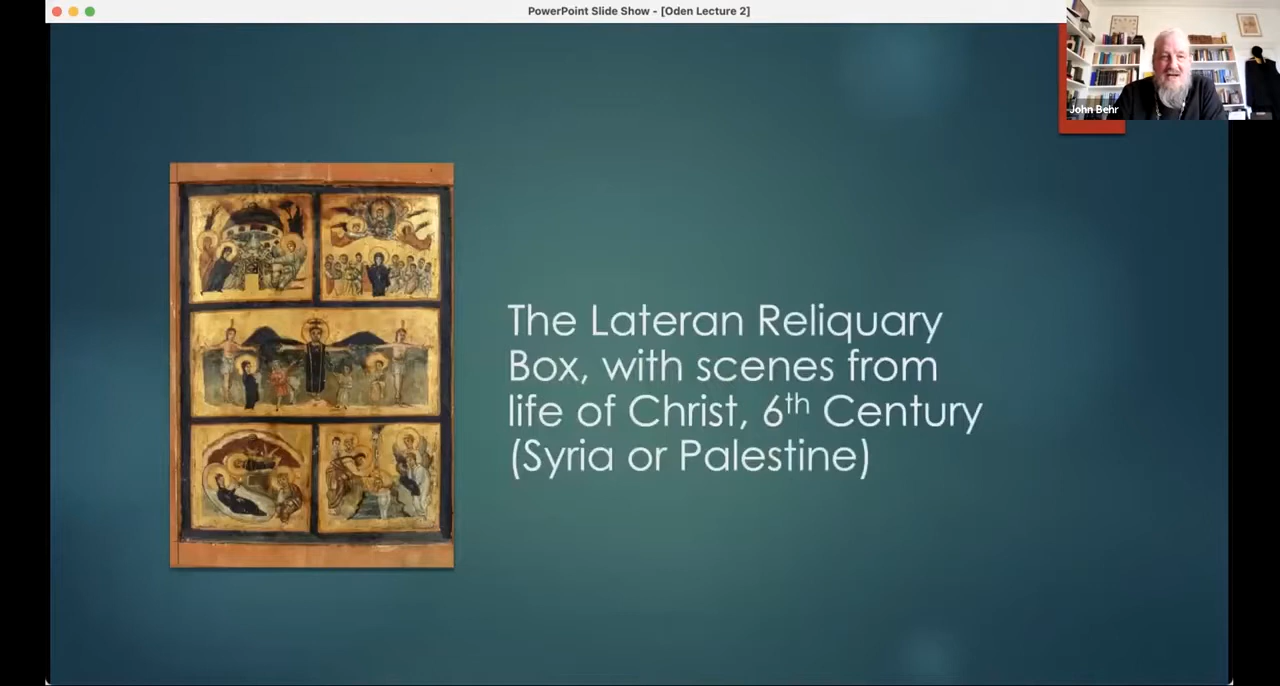 PowerPoint Slide Show - [Oden Lecture 2]
John Behr
The Lateran Reliquary
Box, with scenes from
life of Christ, 6th Century
(Syria or Palestine)